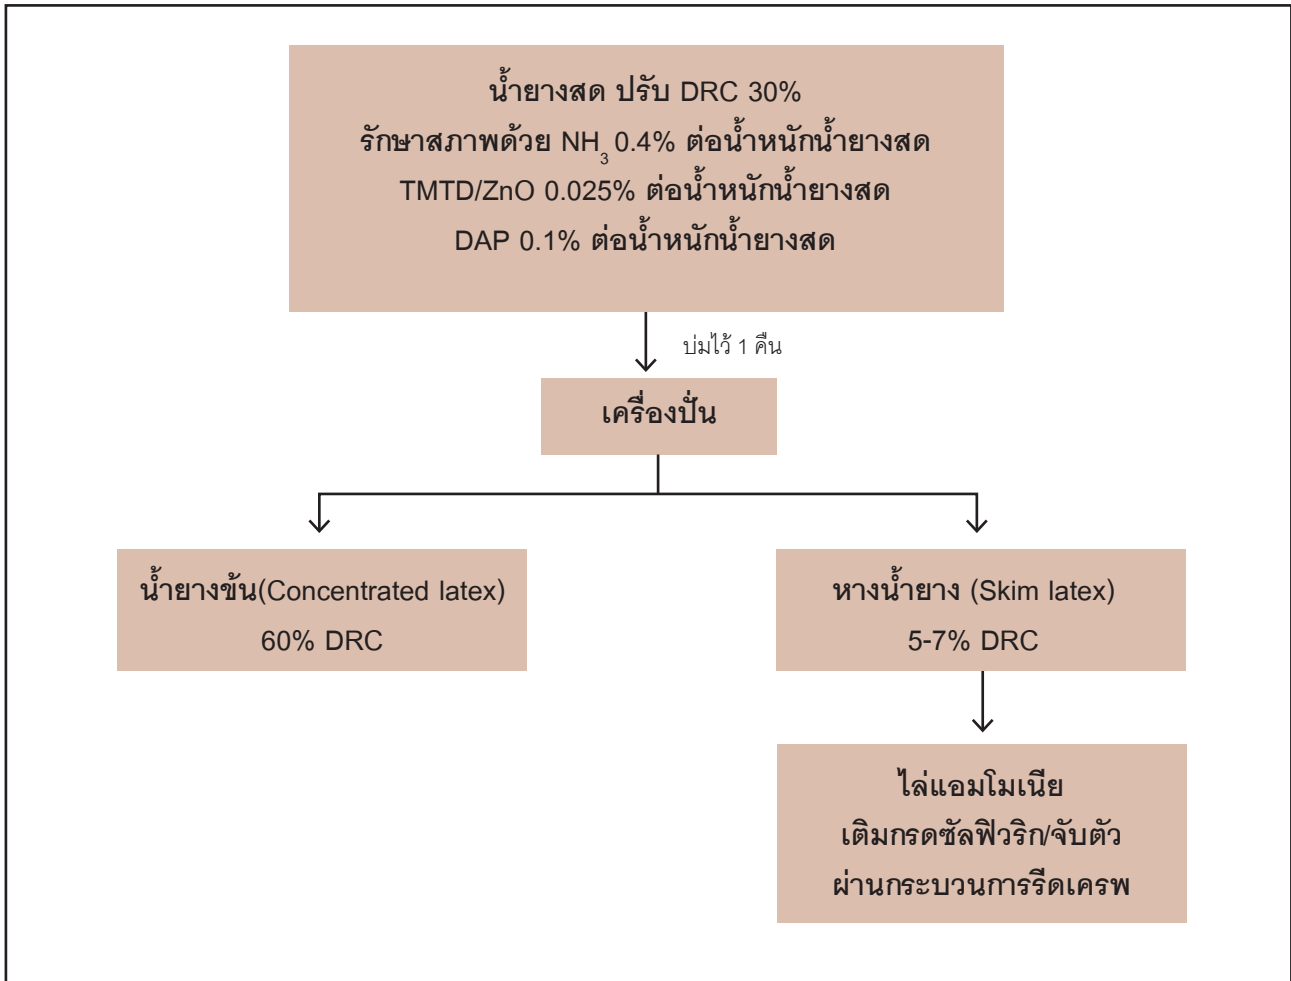 น้ำยางสด ปรับ DRC 30%
รักษาสภาพด้วย NH₃ 0.4% ต่อน้ำหนักน้ำยางสด
TMTD/ZnO 0.025% ต่อน้ำหนักน้ำยางสด
DAP 0.1% ต่อน้ำหนักน้ำยางสด
บ่มไว้ 1 คืน
เครื่องปั่น
น้ำยางข้น(Concentrated latex)
60% DRC
หางน้ำยาง (Skim latex)
5-7% DRC
ไล่แอมโมเนีย
เติมกรดซัลฟิวริก/จับตัว
ผ่านกระบวนการรีดเครพ